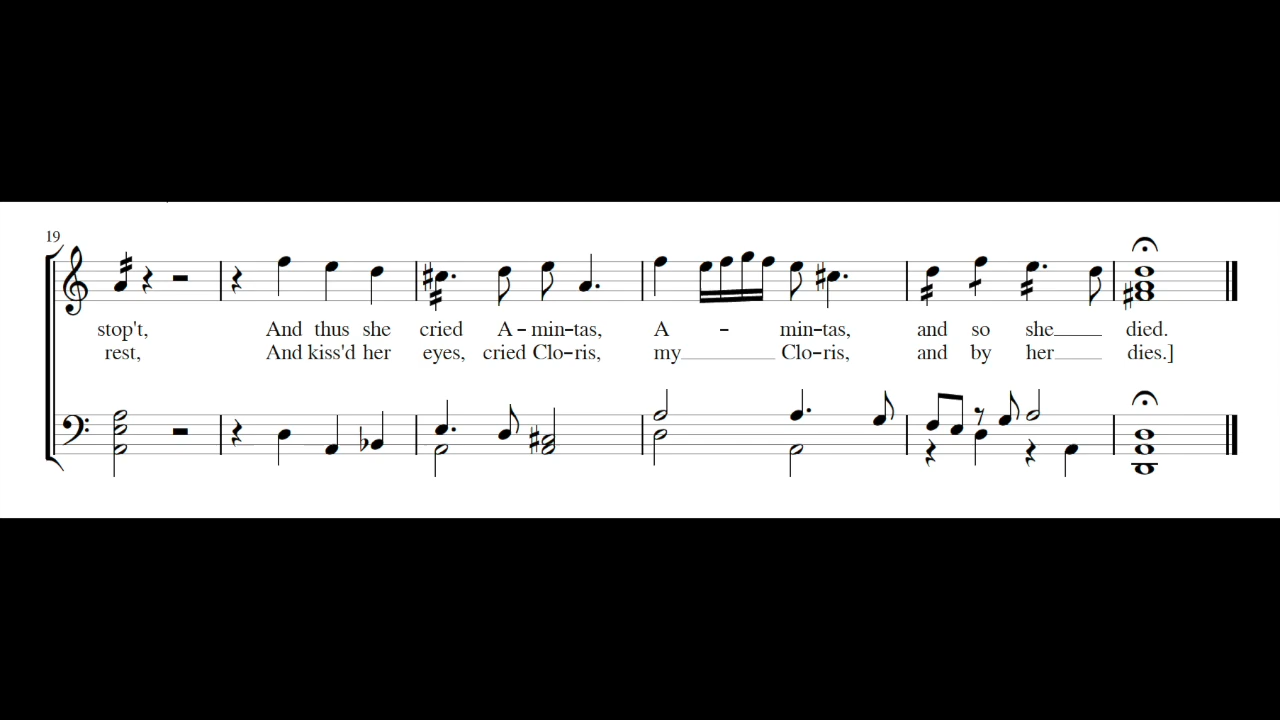 19
stop't, And thus she cried A-min-tas, A - min-tas, and so she died.
rest, And kiss'd her eyes, cried Clo-ris, my Clo-ris, and by her dies.]